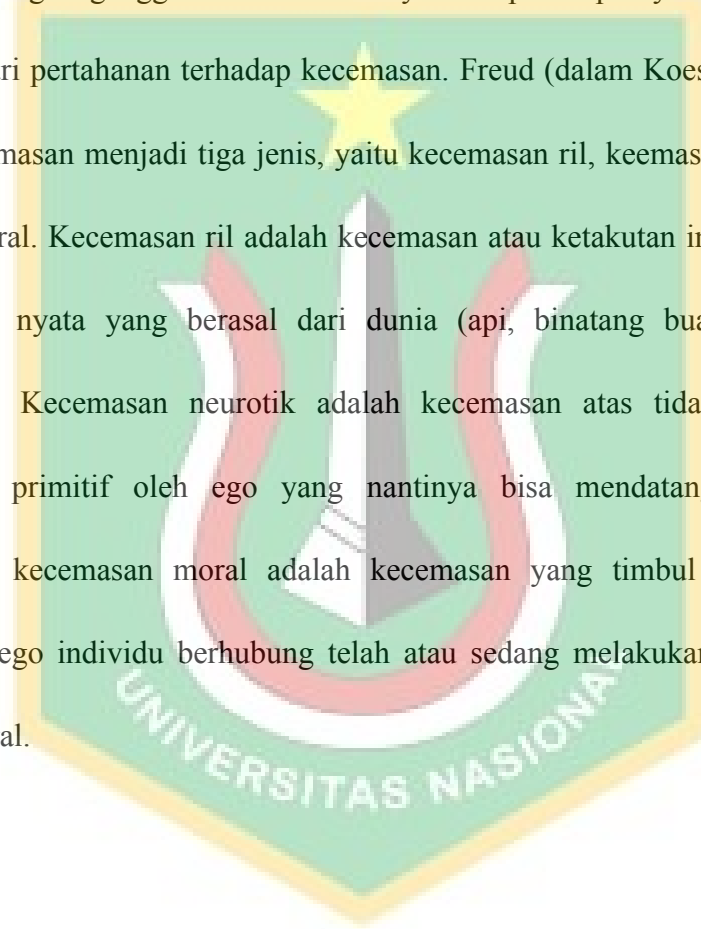 ri pertahanan terhadap kecemasan. Freud (dalam Koes
masan menjadi tiga jenis, yaitu kecemasan ril, keemas
ral. Kecemasan ril adalah kecemasan atau ketakutan in
nyata yang berasal dari dunia (api, binatang bua
Kecemasan neurotik adalah kecemasan atas tida
primitif oleh ego yang nantinya bisa mendatan
kecemasan moral adalah kecemasan yang timbul
ego individu berhubung telah atau sedang melakukan
al.
UNIVERSITAS NASIONAL